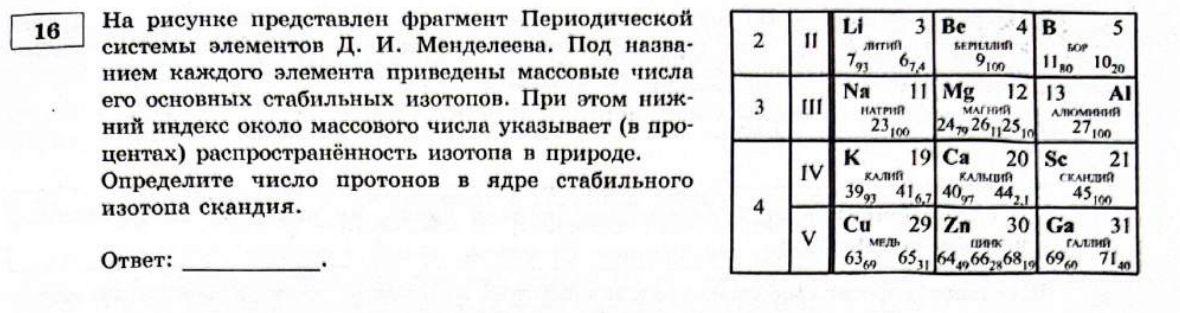 16
На рисунке представлен фрагмент Периодической
системы элементов Д. И. Менделеева. Под назва-
нием каждого элемента приведены массовые числа
его основных стабильных изотопов. При этом ниж-
ний индекс около массового числа указывает (в про-
центах) распространённость изотопа в природе.
Определите число протонов в ядре стабильного
изотопа скандия.
Ответ: ____________.
2 II Li 3 Be 4 B 5
ЛИТИЙ БЕРИЛЛИЙ БОР
7₉₃ 6₇,₄ 9₁₀₀ 11₈₀ 10₂₀
3 III Na 11 Mg 12 13 Al
НАТРИЙ МАГНИЙ АЛЮМИНИЙ
23₁₀₀ 24₇₉ 26₁₁ 25₁₀ 27₁₀₀
4 IV K 19 Ca 20 Sc 21
КАЛИЙ КАЛЬЦИЙ СКАНДИЙ
39₉₃ 41₆,₇ 40₉₇ 44₂,₁ 45₁₀₀
V Cu 29 Zn 30 Ga 31
МЕДЬ ЦИНК ГАЛЛИЙ
63₆₉ 65₃₁ 64₄₉ 66₂₈ 68₁₉ 69₆₀ 71₄₀